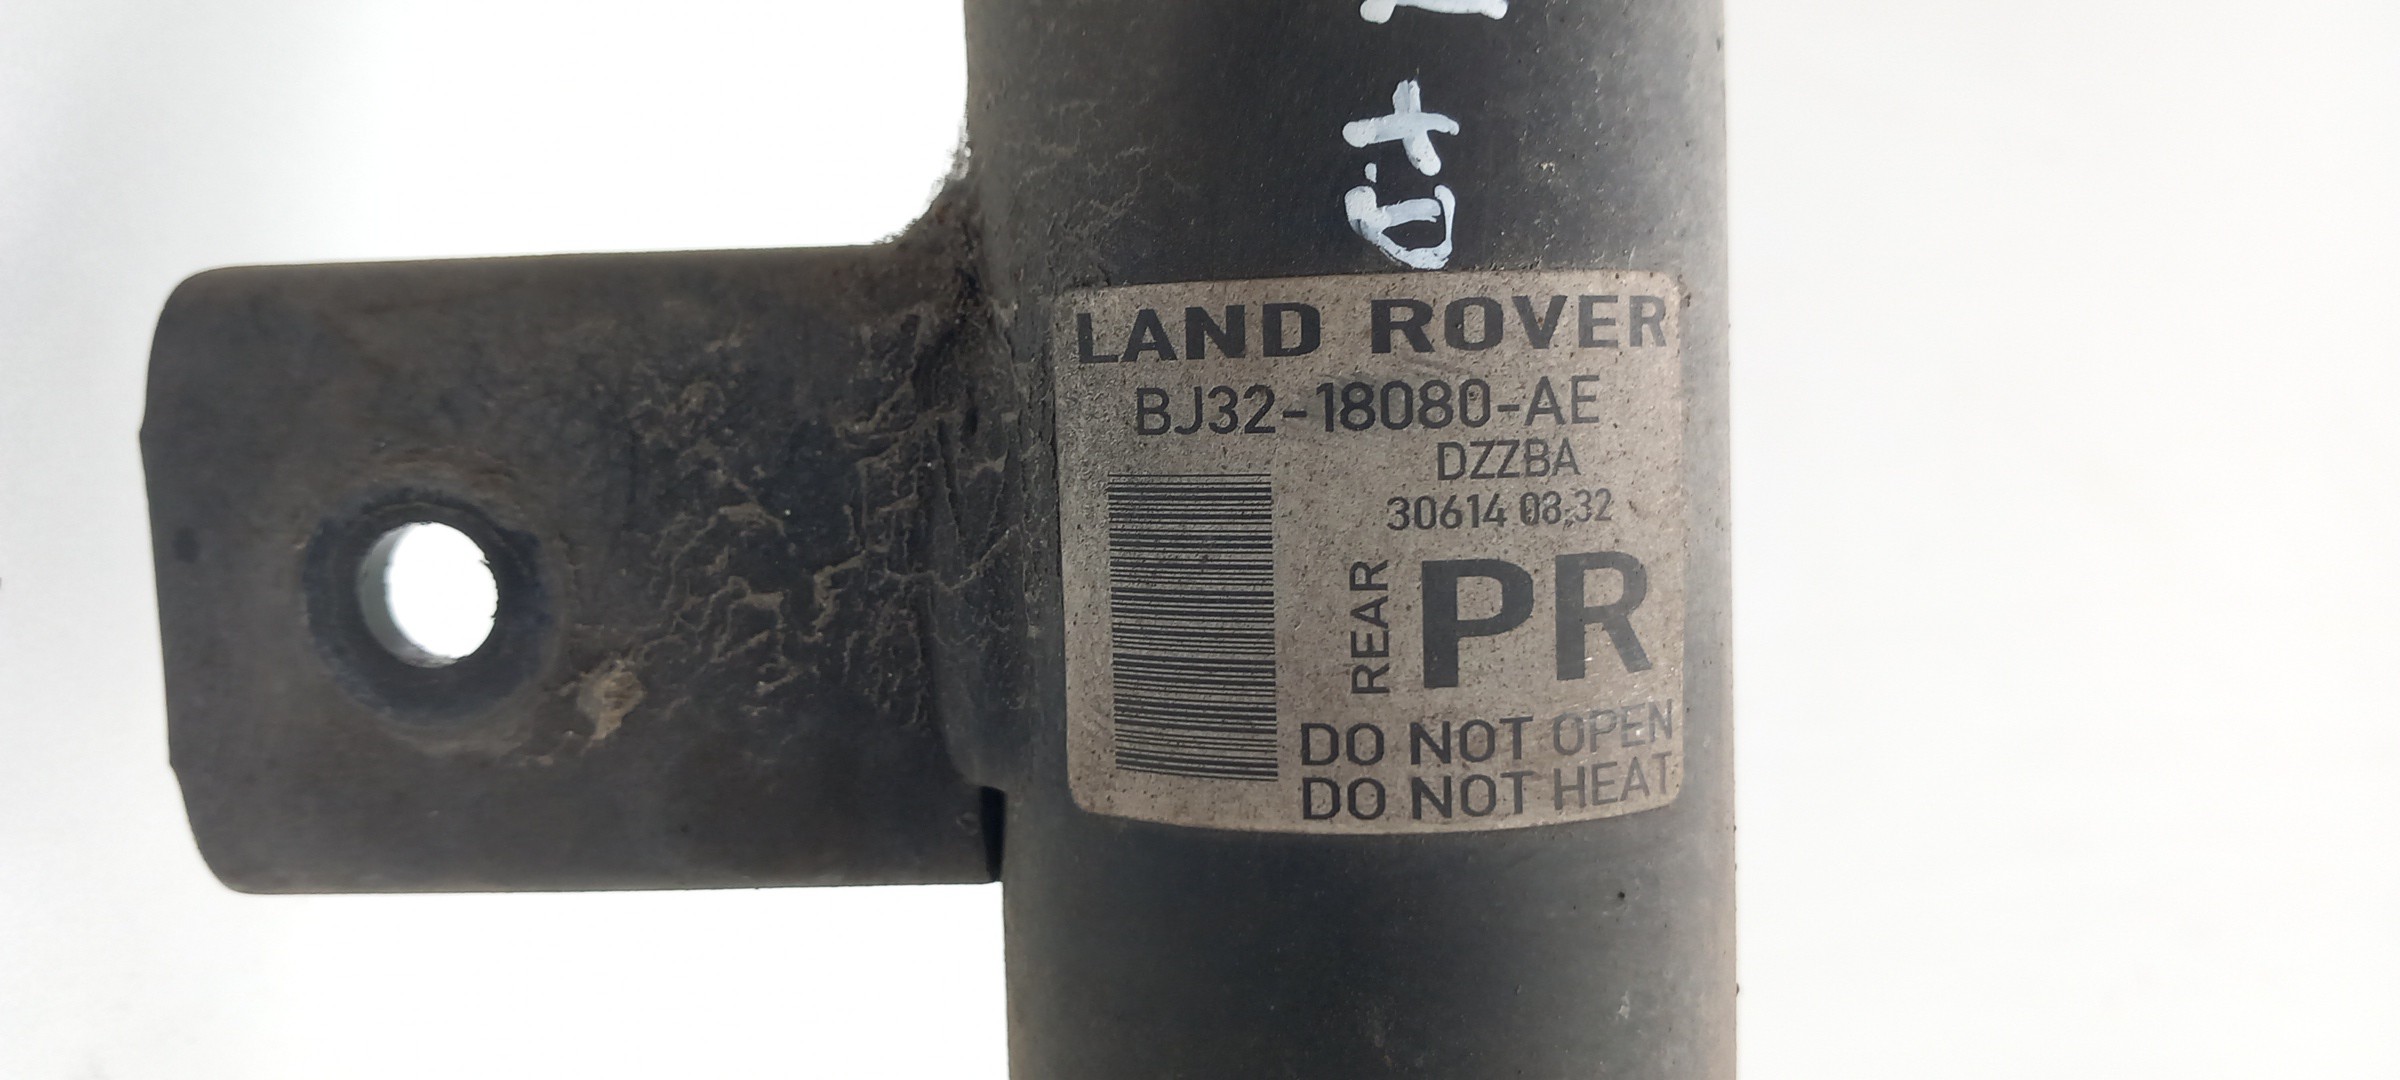 LAND ROVER
BJ32-18080-AE
DZZBA
30614 08:32
REAR
PR
DO NOT OPEN
DO NOT HEAT